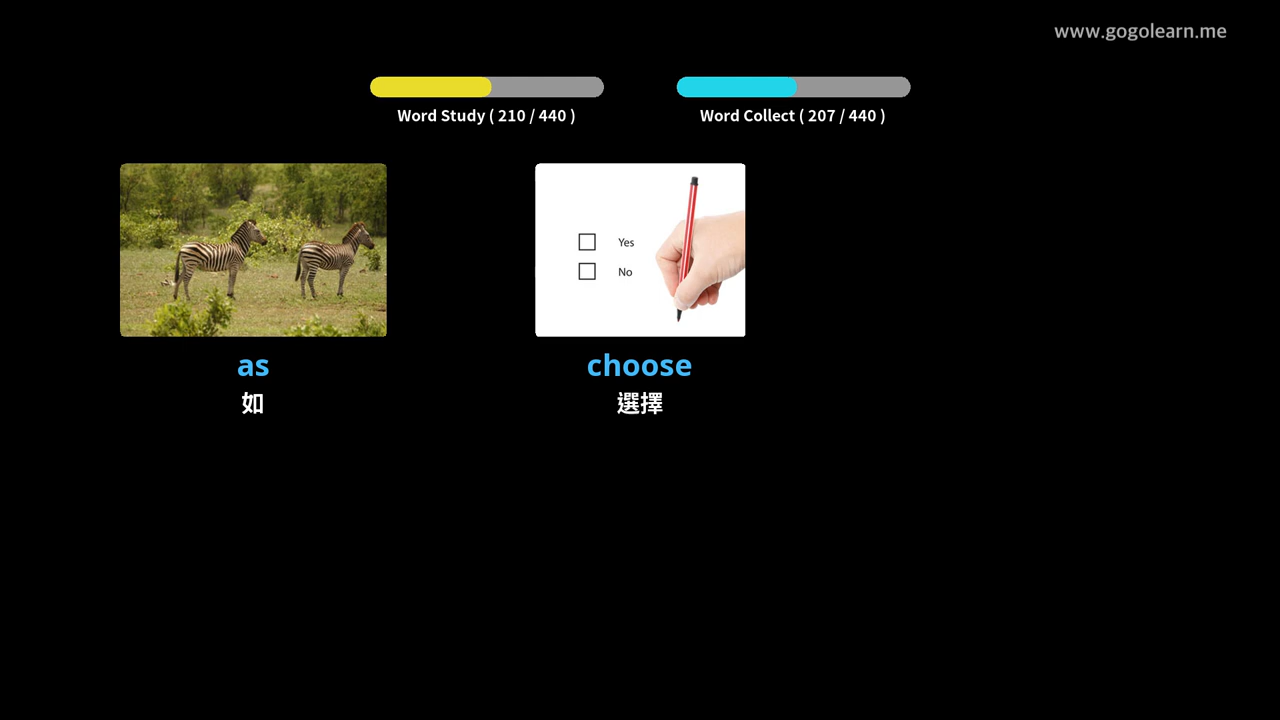 www.gogolearn.me
Word Study ( 210 / 440 )
Word Collect ( 207 / 440 )
Yes
No
as
如
choose
選擇